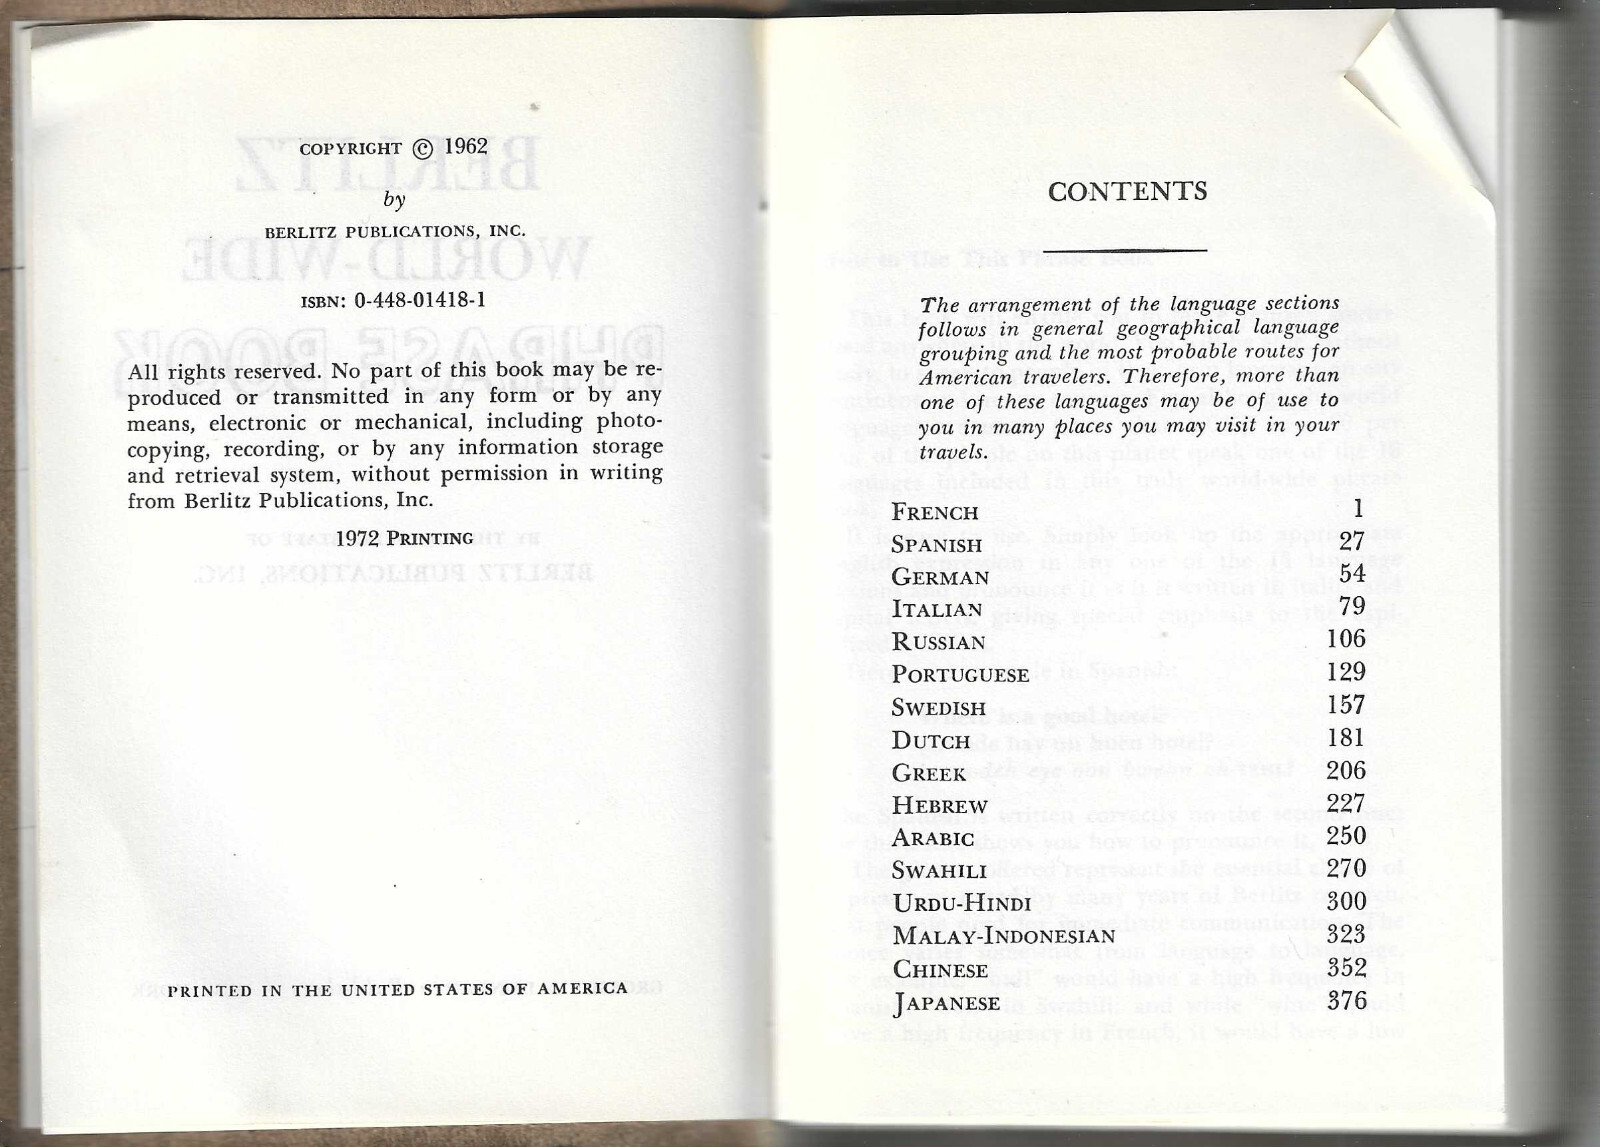 COPYRIGHT © 1962
by
BERLITZ PUBLICATIONS, INC.
ISBN: 0-448-01418-1
All rights reserved. No part of this book may be re-
produced or transmitted in any form or by any
means, electronic or mechanical, including photo-
copying, recording, or by any information storage
and retrieval system, without permission in writing
from Berlitz Publications, Inc.
1972 PRINTING
PRINTED IN THE UNITED STATES OF AMERICA
CONTENTS
The arrangement of the language sections
follows in general geographical language
grouping and the most probable routes for
American travelers. Therefore, more than
one of these languages may be of use to
you in many places you may visit in your
travels.
FRENCH 1
SPANISH 27
GERMAN 54
ITALIAN 79
RUSSIAN 106
PORTUGUESE 129
SWEDISH 157
DUTCH 181
GREEK 206
HEBREW 227
ARABIC 250
SWAHILI 270
URDU-HINDI 300
MALAY-INDONESIAN 323
CHINESE 352
JAPANESE 376